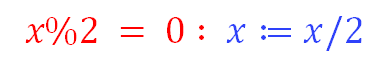 x%2 = 0 : x := x/2